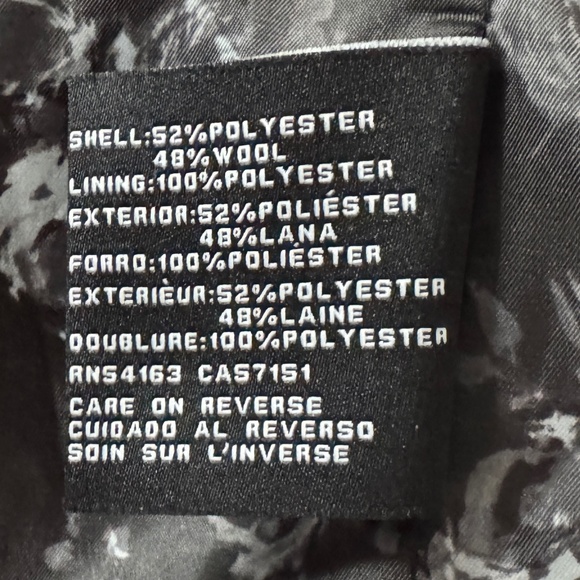 SHELL:52%POLYESTER
48%WOOL
LINING:100%POLYESTER
EXTERIOR:52%POLIÉSTER
48%LANA
FORRO:100%POLIÉSTER
EXTERIÈUR:52%POLYESTER
48%LAINE
DOUBLURE:100%POLYESTER
RN54163 CA57151
CARE ON REVERSE
CUIDADO AL REVERSO
SOIN SUR L'INVERSE